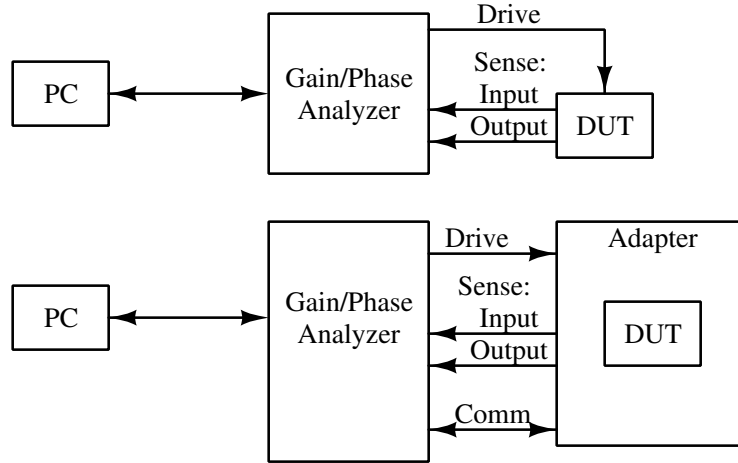 Drive
PC
Gain/Phase
Analyzer
Sense:
Input
Output
DUT
Drive
Adapter
PC
Gain/Phase
Analyzer
Sense:
Input
Output
DUT
Comm